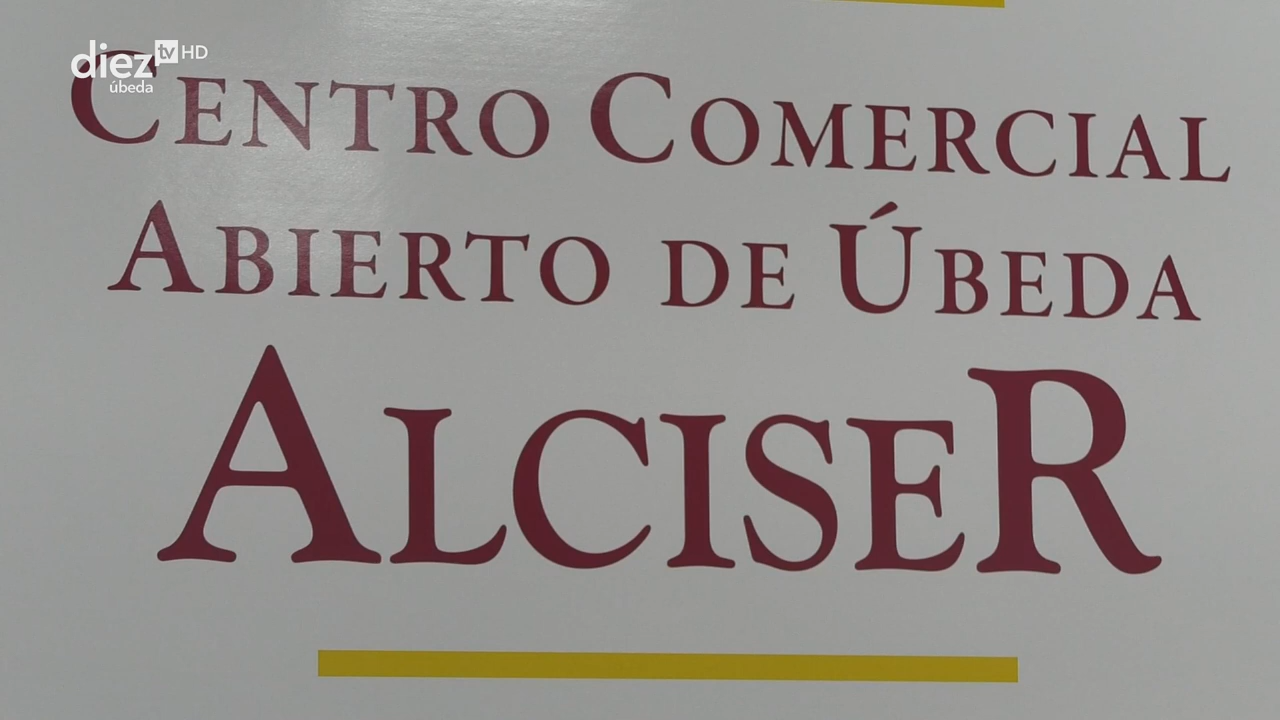 diez tv HD
úbeda
CENTRO COMERCIAL
ABIERTO DE ÚBEDA
ALCISER